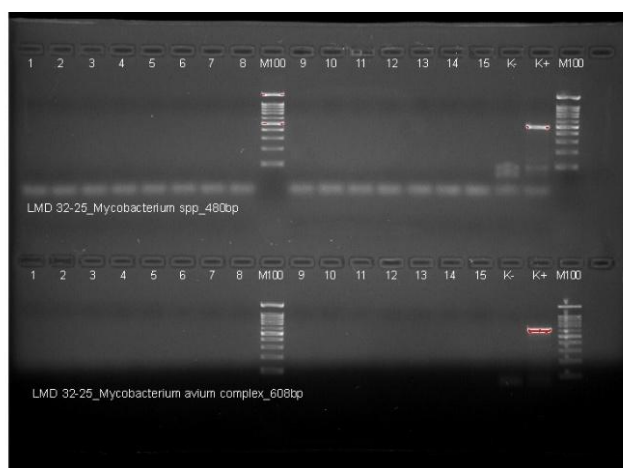 1 2 3 4 5 6 7 8 M100 9 10 11 12 13 14 15 K- K+ M100
LMD 32-25_Mycobacterium spp_480bp
1 2 3 4 5 6 7 8 M100 9 10 11 12 13 14 15 K- K+ M100
LMD 32-25_Mycobacterium avium complex_608bp